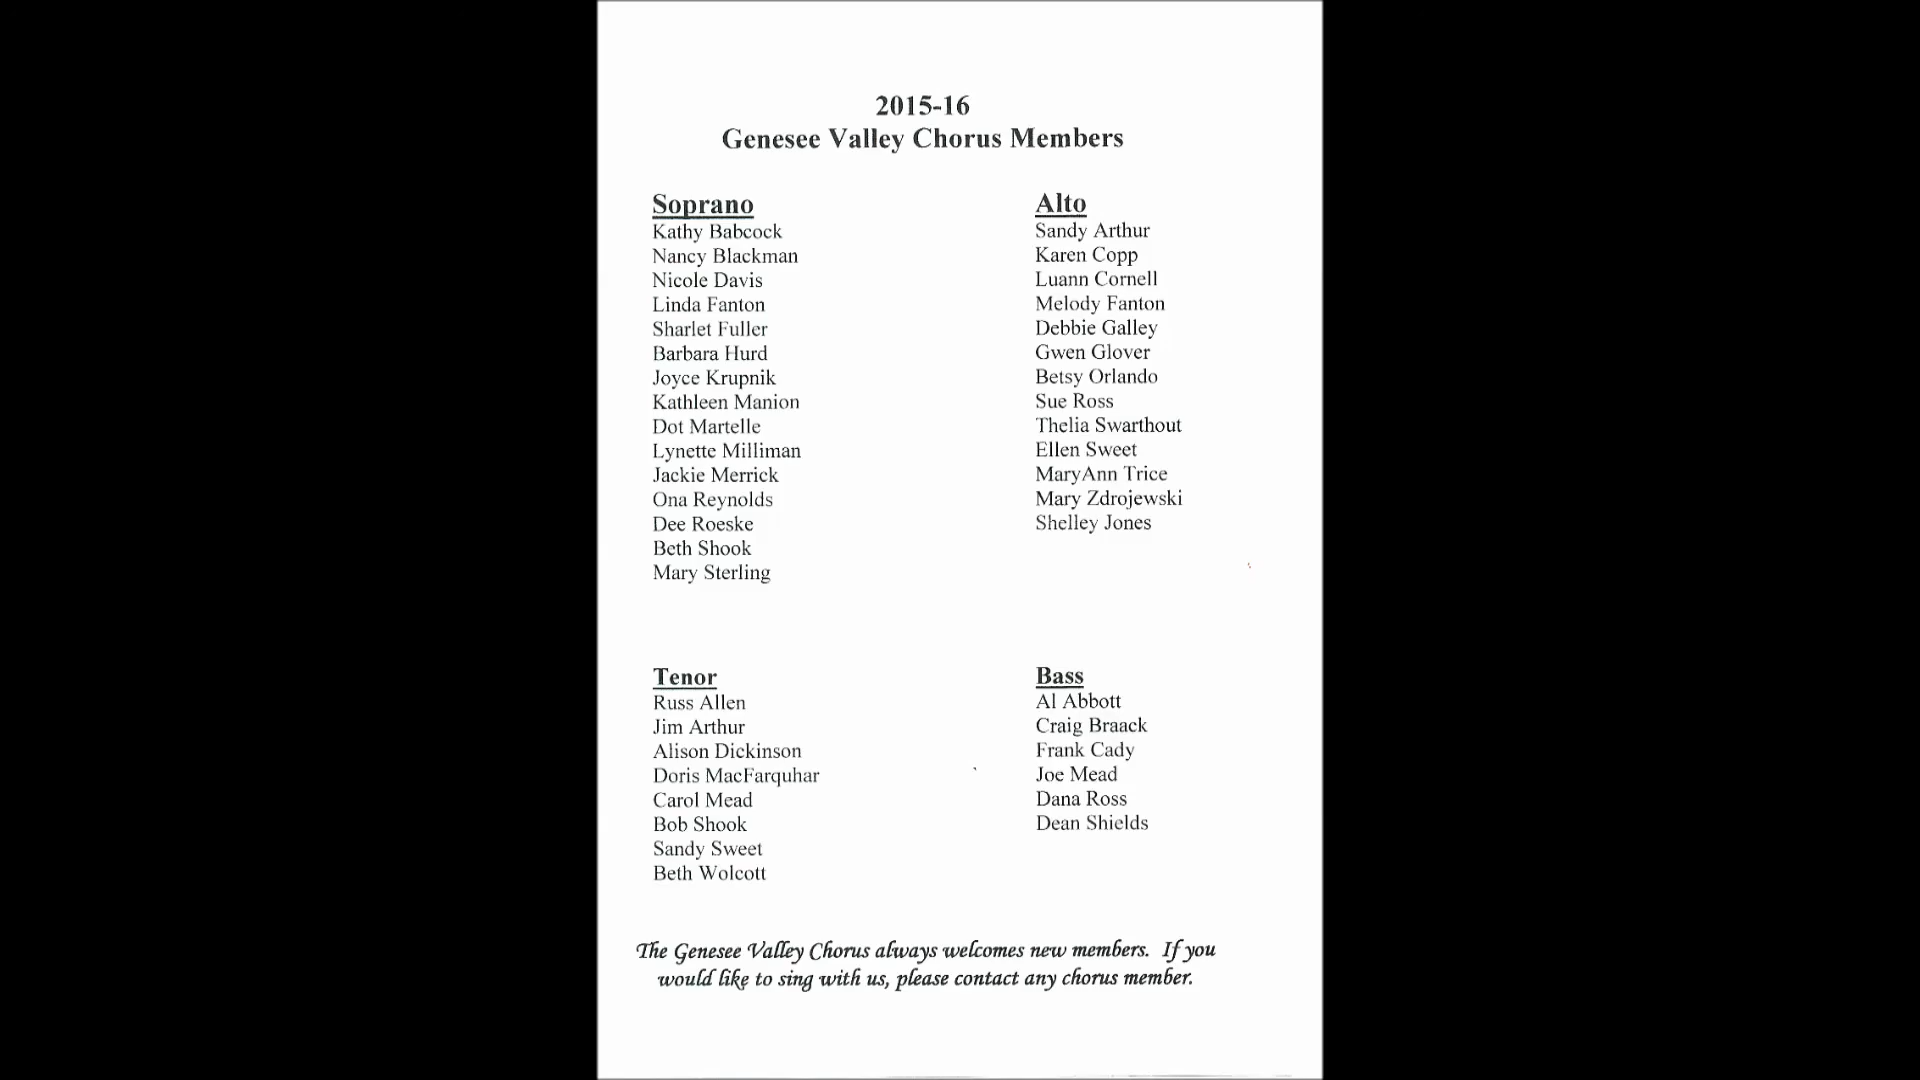 2015-16
Genesee Valley Chorus Members
Soprano
Kathy Babcock
Nancy Blackman
Nicole Davis
Linda Fanton
Sharlet Fuller
Barbara Hurd
Joyce Krupnik
Kathleen Manion
Dot Martelle
Lynette Milliman
Jackie Merrick
Ona Reynolds
Dee Roeske
Beth Shook
Mary Sterling
Alto
Sandy Arthur
Karen Copp
Luann Cornell
Melody Fanton
Debbie Galley
Gwen Glover
Betsy Orlando
Sue Ross
Thelia Swarthout
Ellen Sweet
MaryAnn Trice
Mary Zdrojewski
Shelley Jones
Tenor
Russ Allen
Jim Arthur
Alison Dickinson
Doris MacFarquhar
Carol Mead
Bob Shook
Sandy Sweet
Beth Wolcott
Bass
Al Abbott
Craig Braack
Frank Cady
Joe Mead
Dana Ross
Dean Shields
The Genesee Valley Chorus always welcomes new members. If you
would like to sing with us, please contact any chorus member.